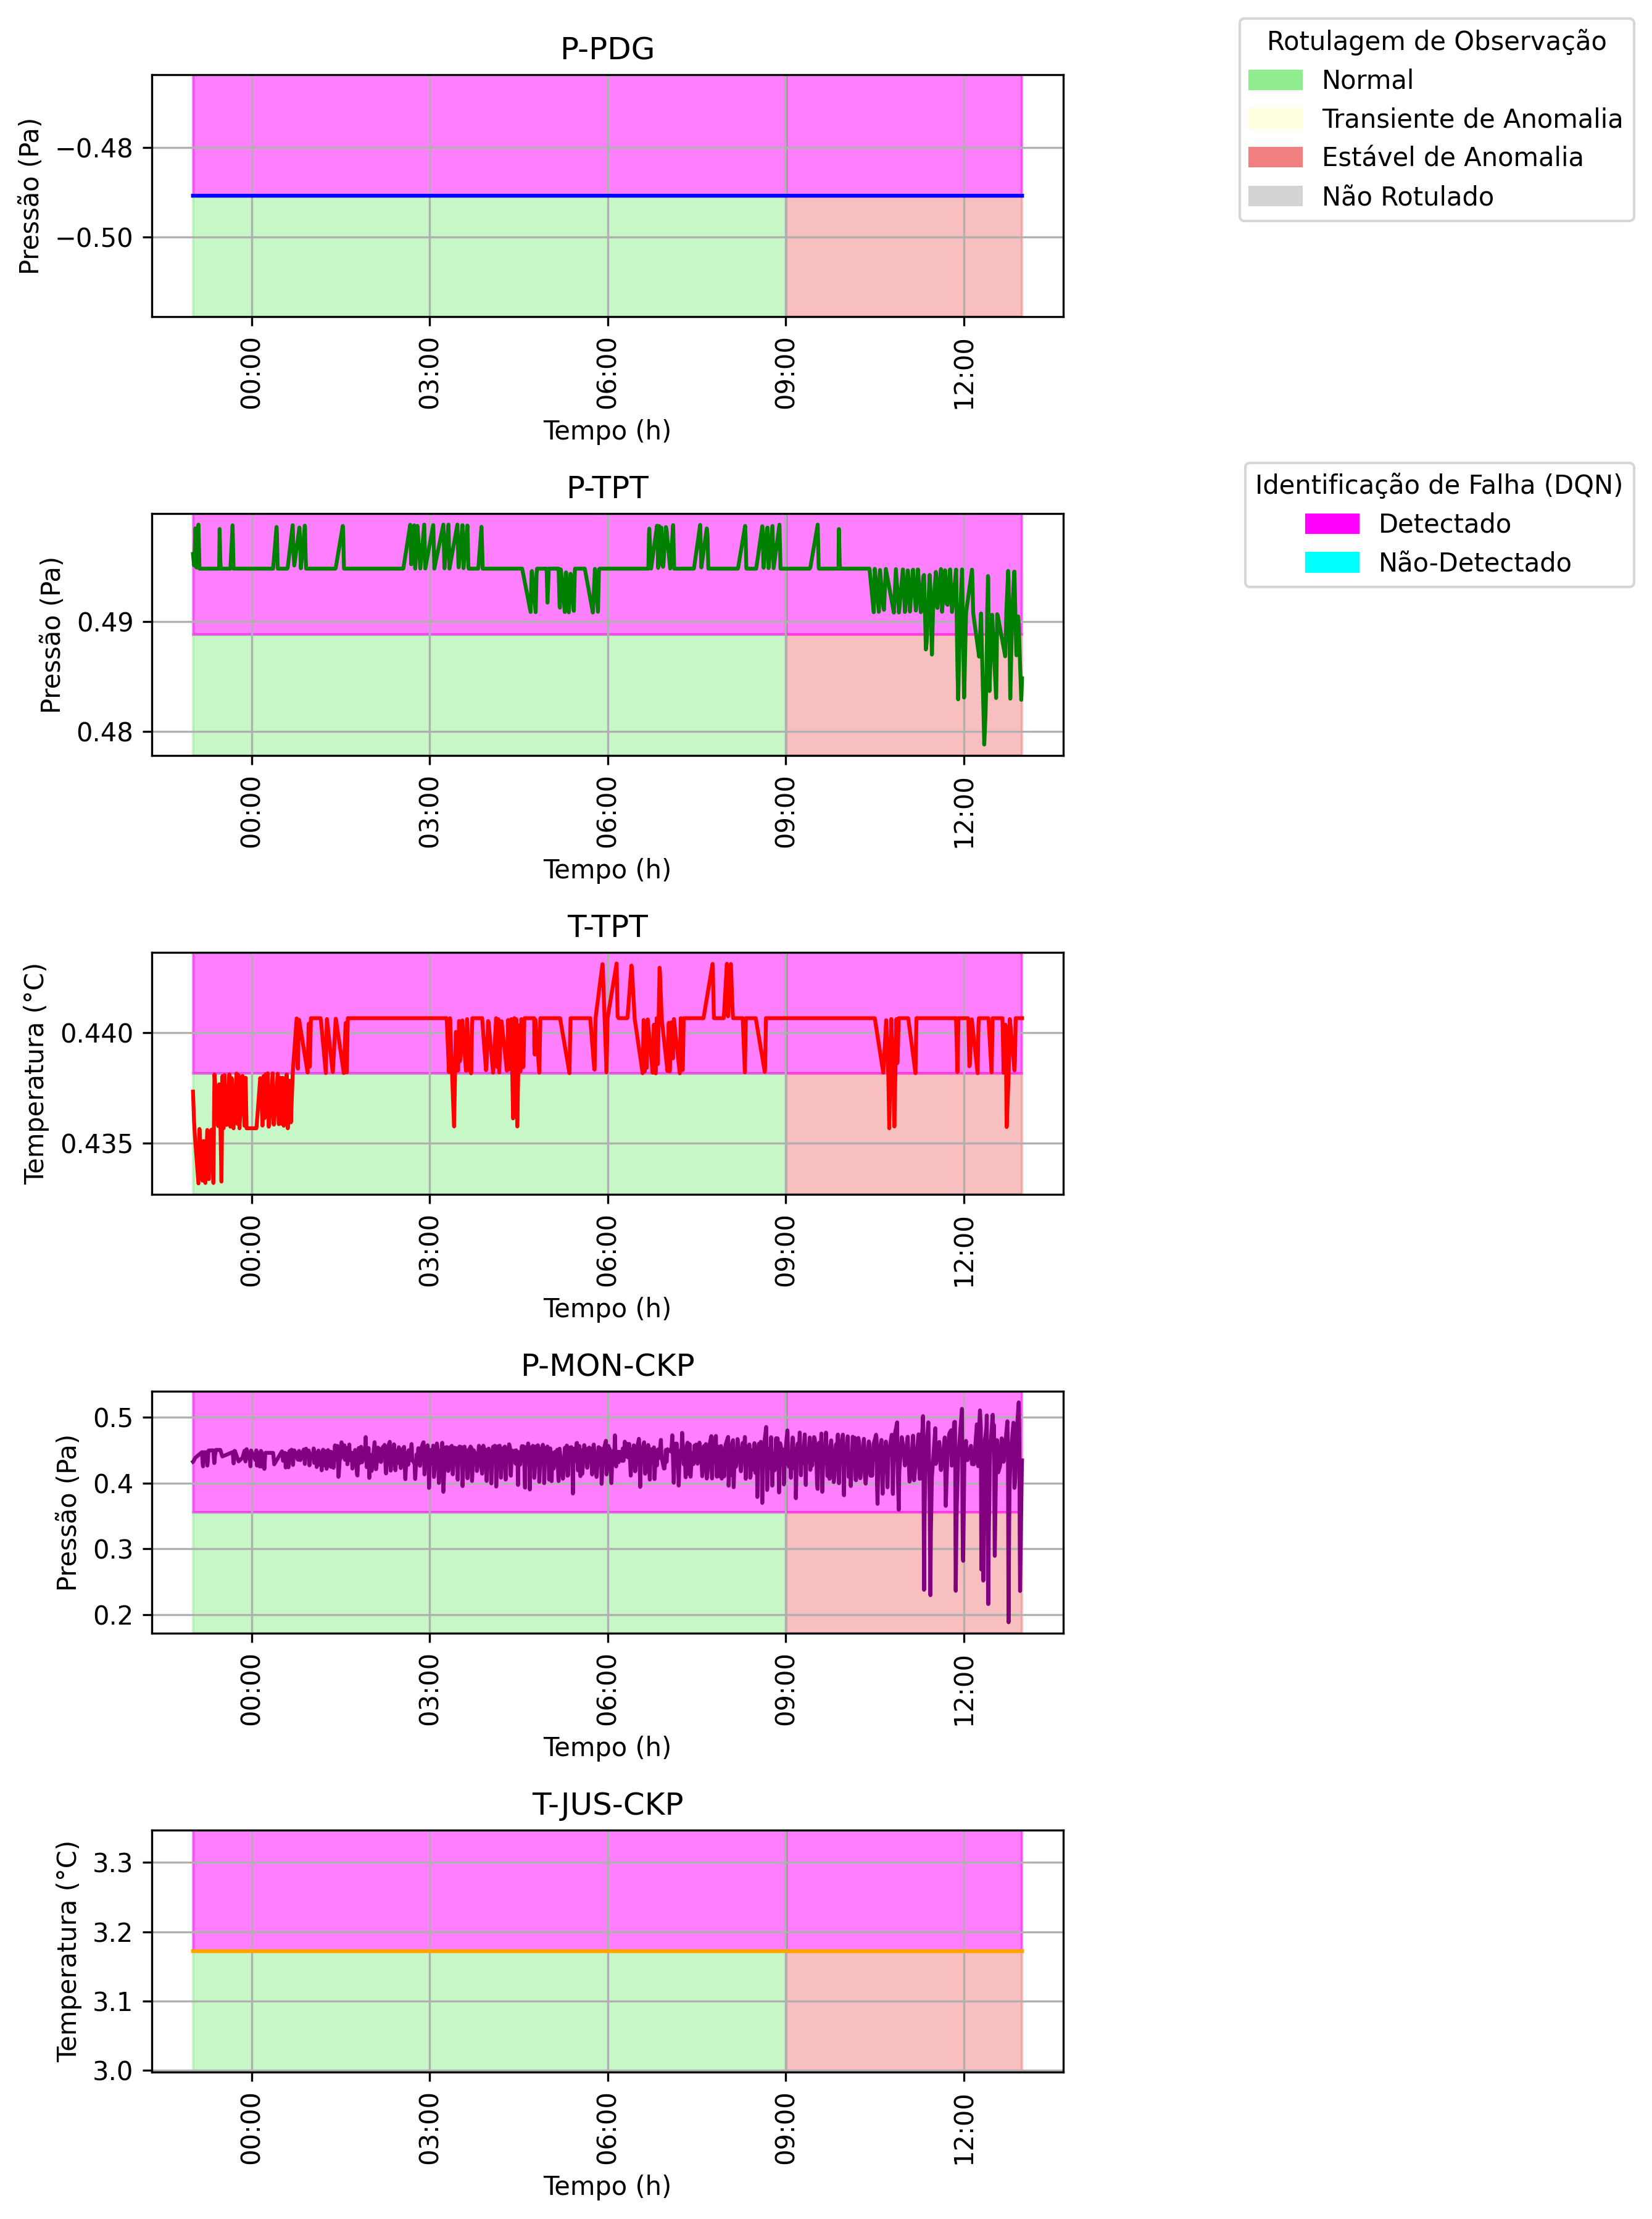 P-PDG
Pressão (Pa)
−0.48
−0.50
00:00
03:00
06:00
09:00
12:00
Tempo (h)
Rotulagem de Observação
Normal
Transiente de Anomalia
Estável de Anomalia
Não Rotulado
P-TPT
Pressão (Pa)
0.49
0.48
00:00
03:00
06:00
09:00
12:00
Tempo (h)
Identificação de Falha (DQN)
Detectado
Não-Detectado
T-TPT
Temperatura (°C)
0.440
0.435
00:00
03:00
06:00
09:00
12:00
Tempo (h)
P-MON-CKP
Pressão (Pa)
0.5
0.4
0.3
0.2
00:00
03:00
06:00
09:00
12:00
Tempo (h)
T-JUS-CKP
Temperatura (°C)
3.3
3.2
3.1
3.0
00:00
03:00
06:00
09:00
12:00
Tempo (h)